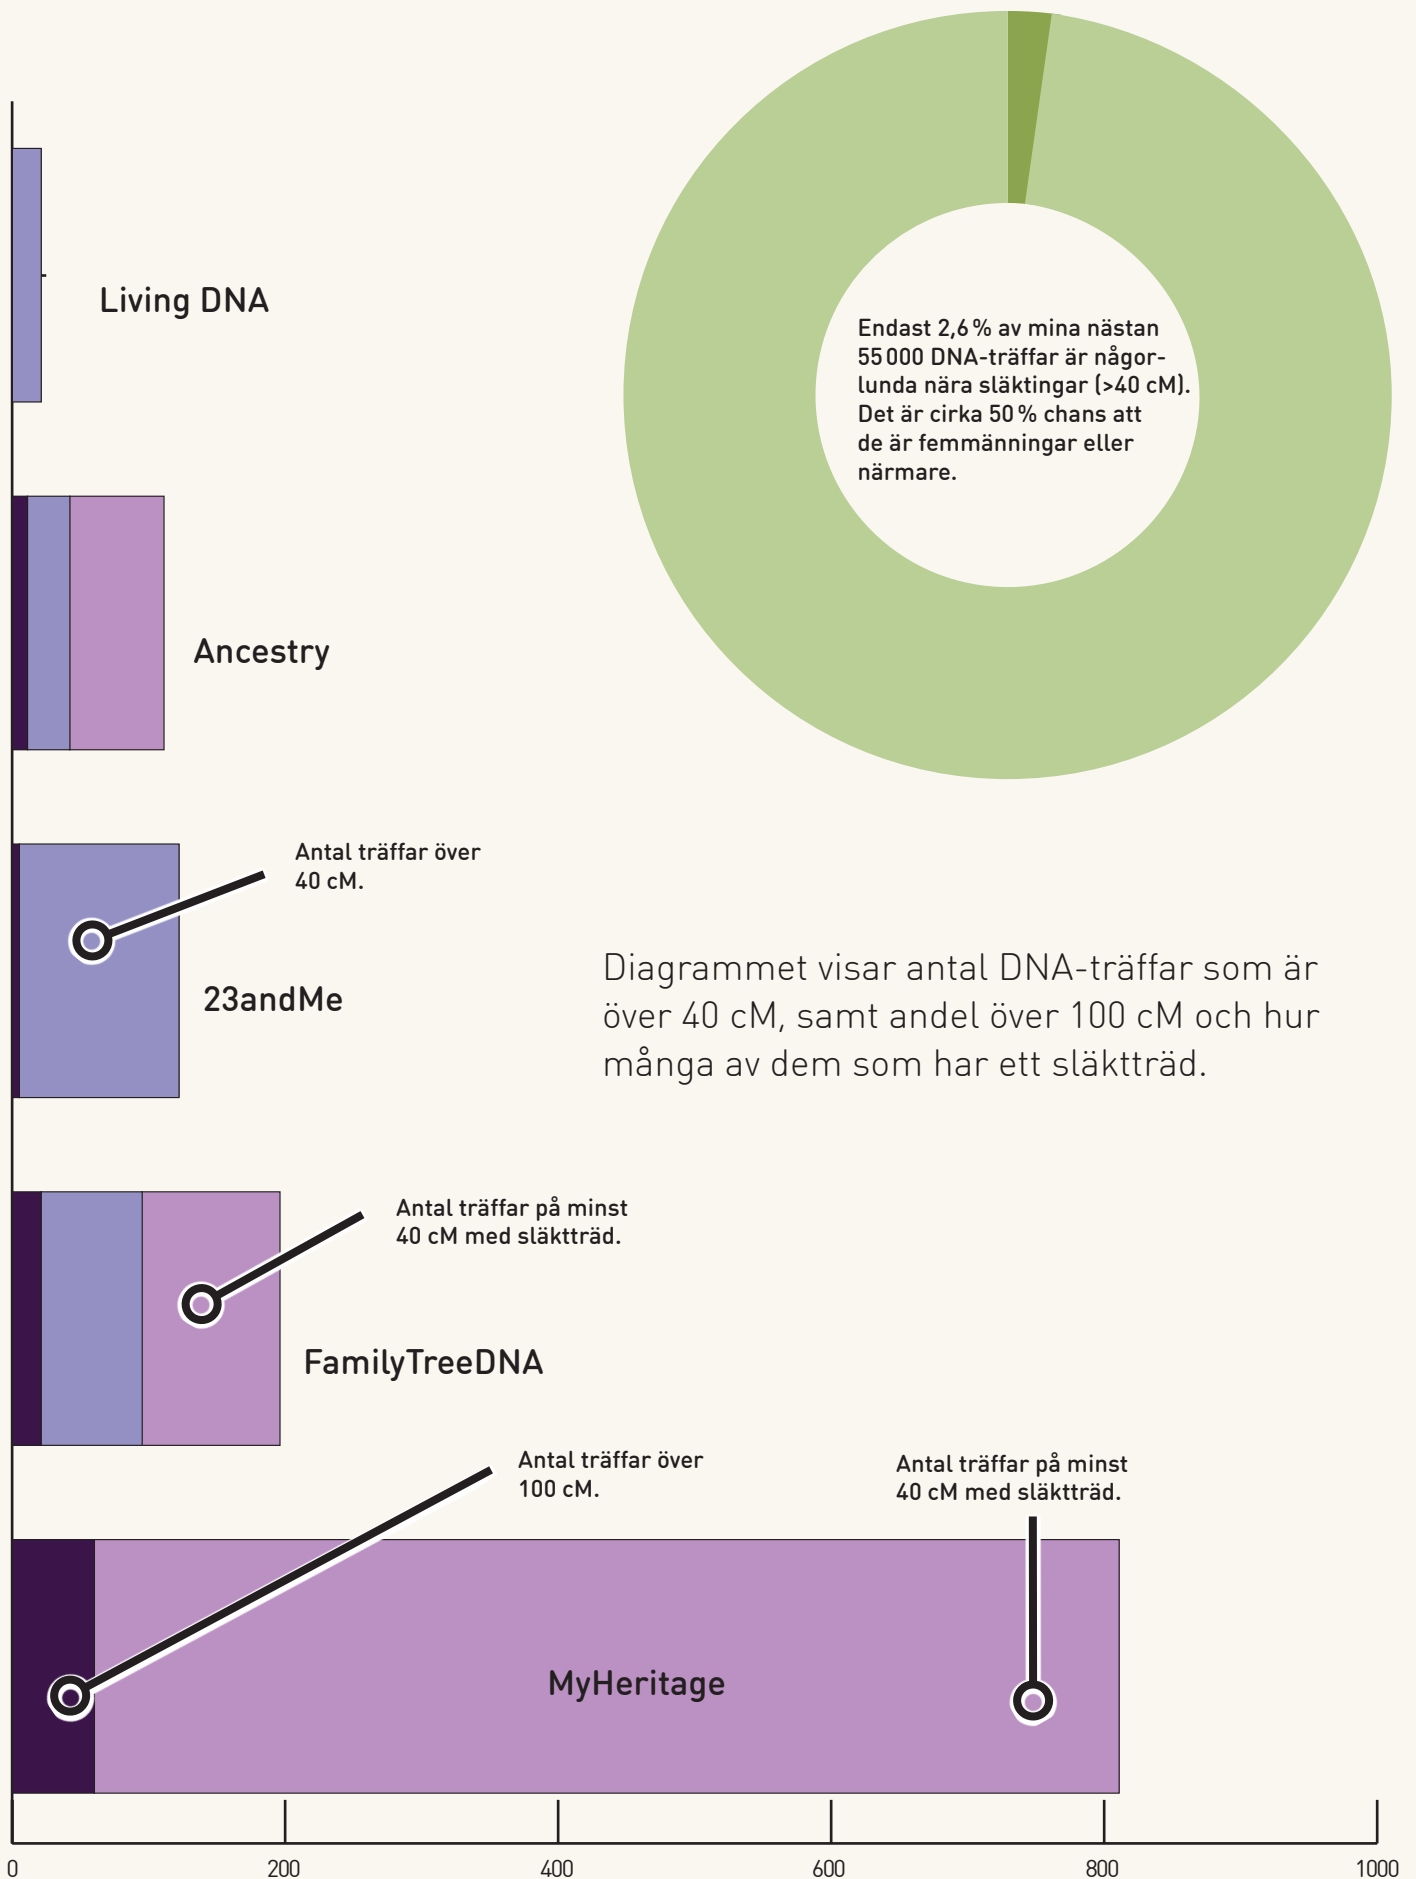 Endast 2,6 % av mina nästan
55 000 DNA-träffar är någor-
lunda nära släktingar (>40 cM).
Det är cirka 50 % chans att
de är femmänningar eller
närmare.
Living DNA
Ancestry
Antal träffar över
40 cM.
23andMe
Diagrammet visar antal DNA-träffar som är
över 40 cM, samt andel över 100 cM och hur
många av dem som har ett släktträd.
Antal träffar på minst
40 cM med släktträd.
FamilyTreeDNA
Antal träffar över
100 cM.
Antal träffar på minst
40 cM med släktträd.
MyHeritage
0 200 400 600 800 1000